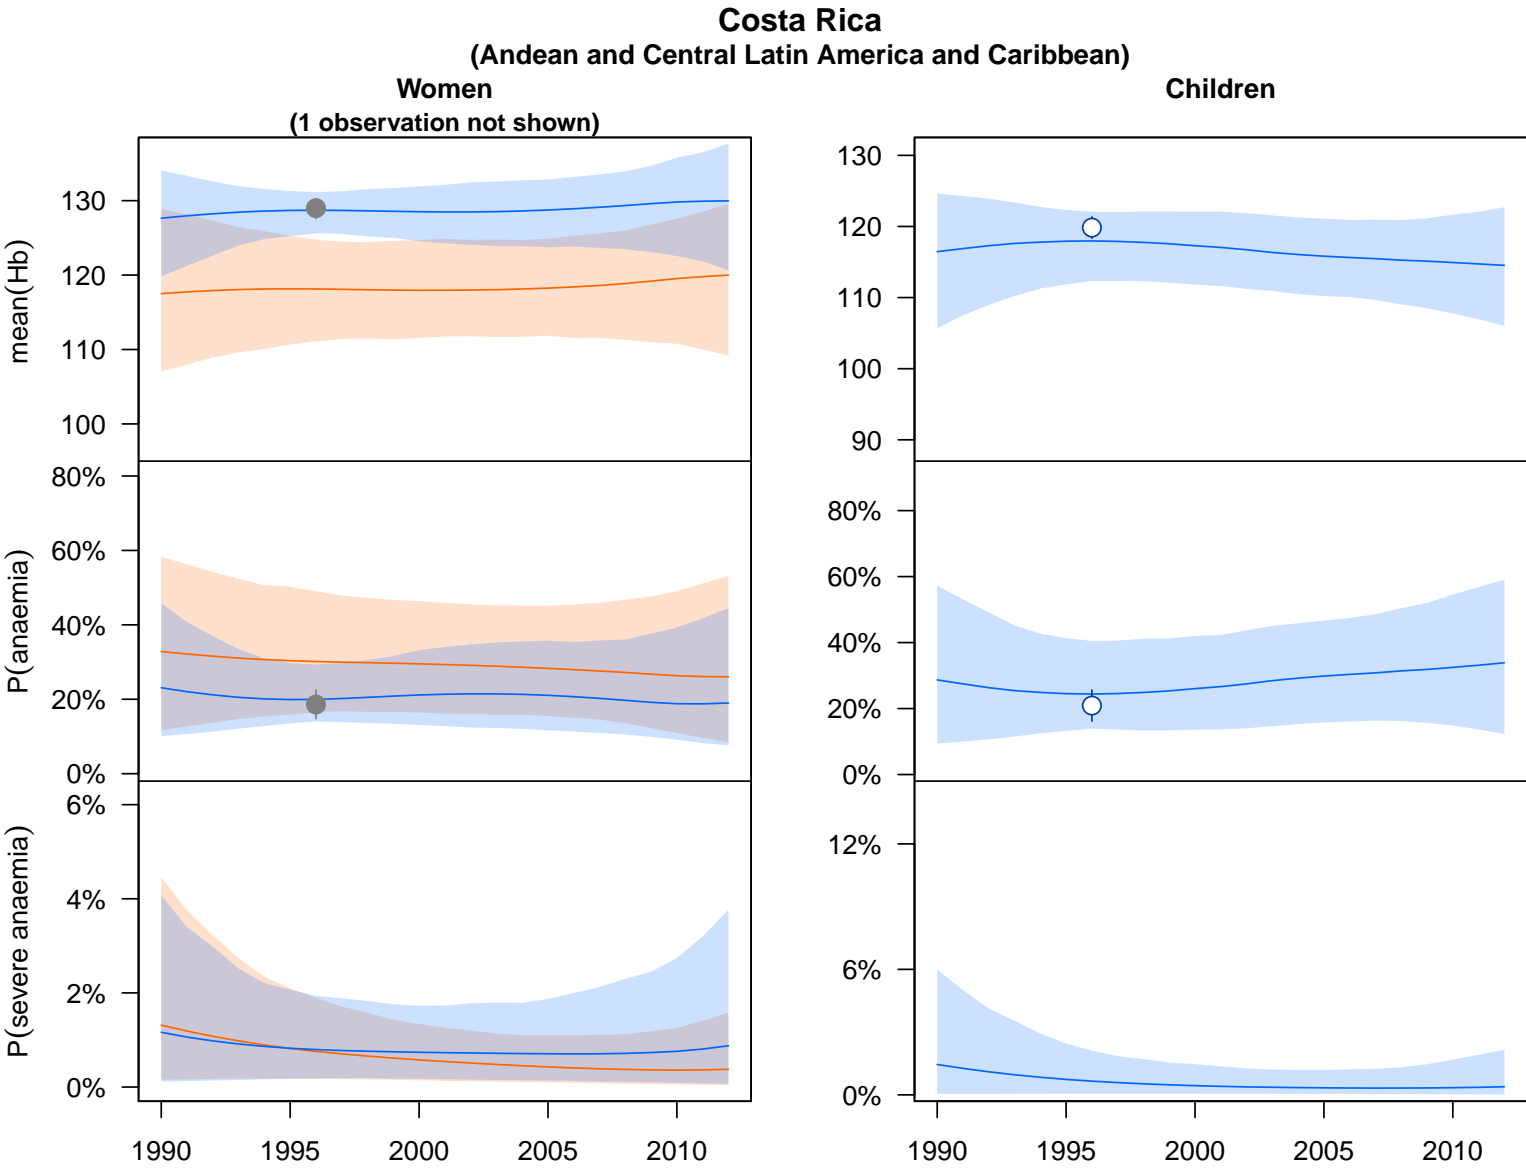 Costa Rica
(Andean and Central Latin America and Caribbean)
Women
(1 observation not shown)
Children
mean(Hb)
130
120
110
100
130
120
110
100
90
P(anaemia)
80%
60%
40%
20%
0%
80%
60%
40%
20%
0%
P(severe anaemia)
6%
4%
2%
0%
12%
6%
0%
1990 1995 2000 2005 2010
1990 1995 2000 2005 2010